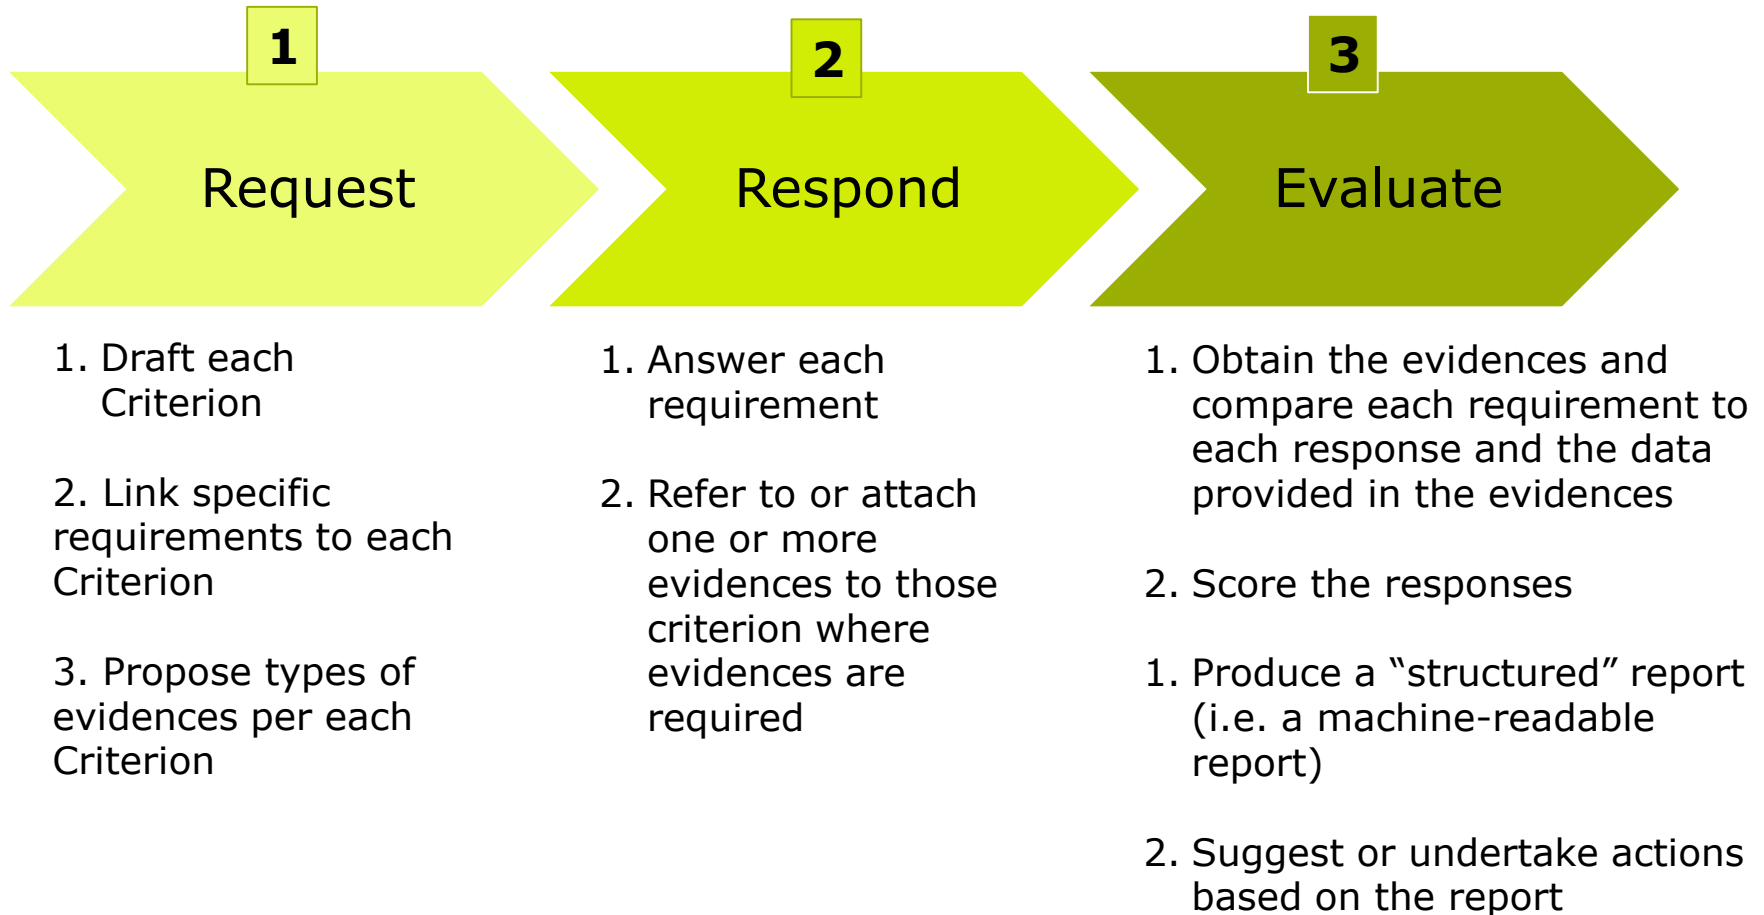 1
Request
1. Draft each
Criterion
2. Link specific
requirements to each
Criterion
3. Propose types of
evidences per each
Criterion
2
Respond
1. Answer each
requirement
2. Refer to or attach
one or more
evidences to those
criterion where
evidences are
required
3
Evaluate
1. Obtain the evidences and
compare each requirement to
each response and the data
provided in the evidences
2. Score the responses
1. Produce a “structured” report
(i.e. a machine-readable
report)
2. Suggest or undertake actions
based on the report